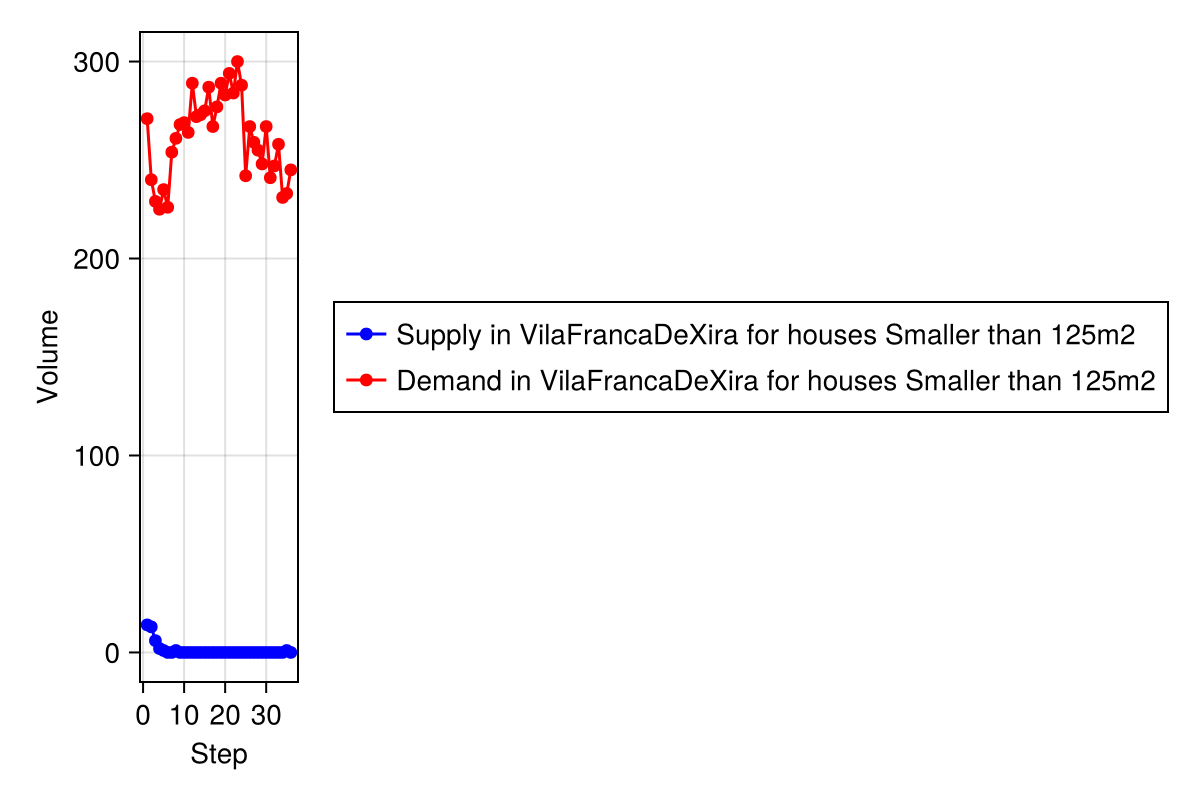 300
200
100
0
Volume
0 10 20 30
Step
Supply in VilaFrancaDeXira for houses Smaller than 125m2
Demand in VilaFrancaDeXira for houses Smaller than 125m2